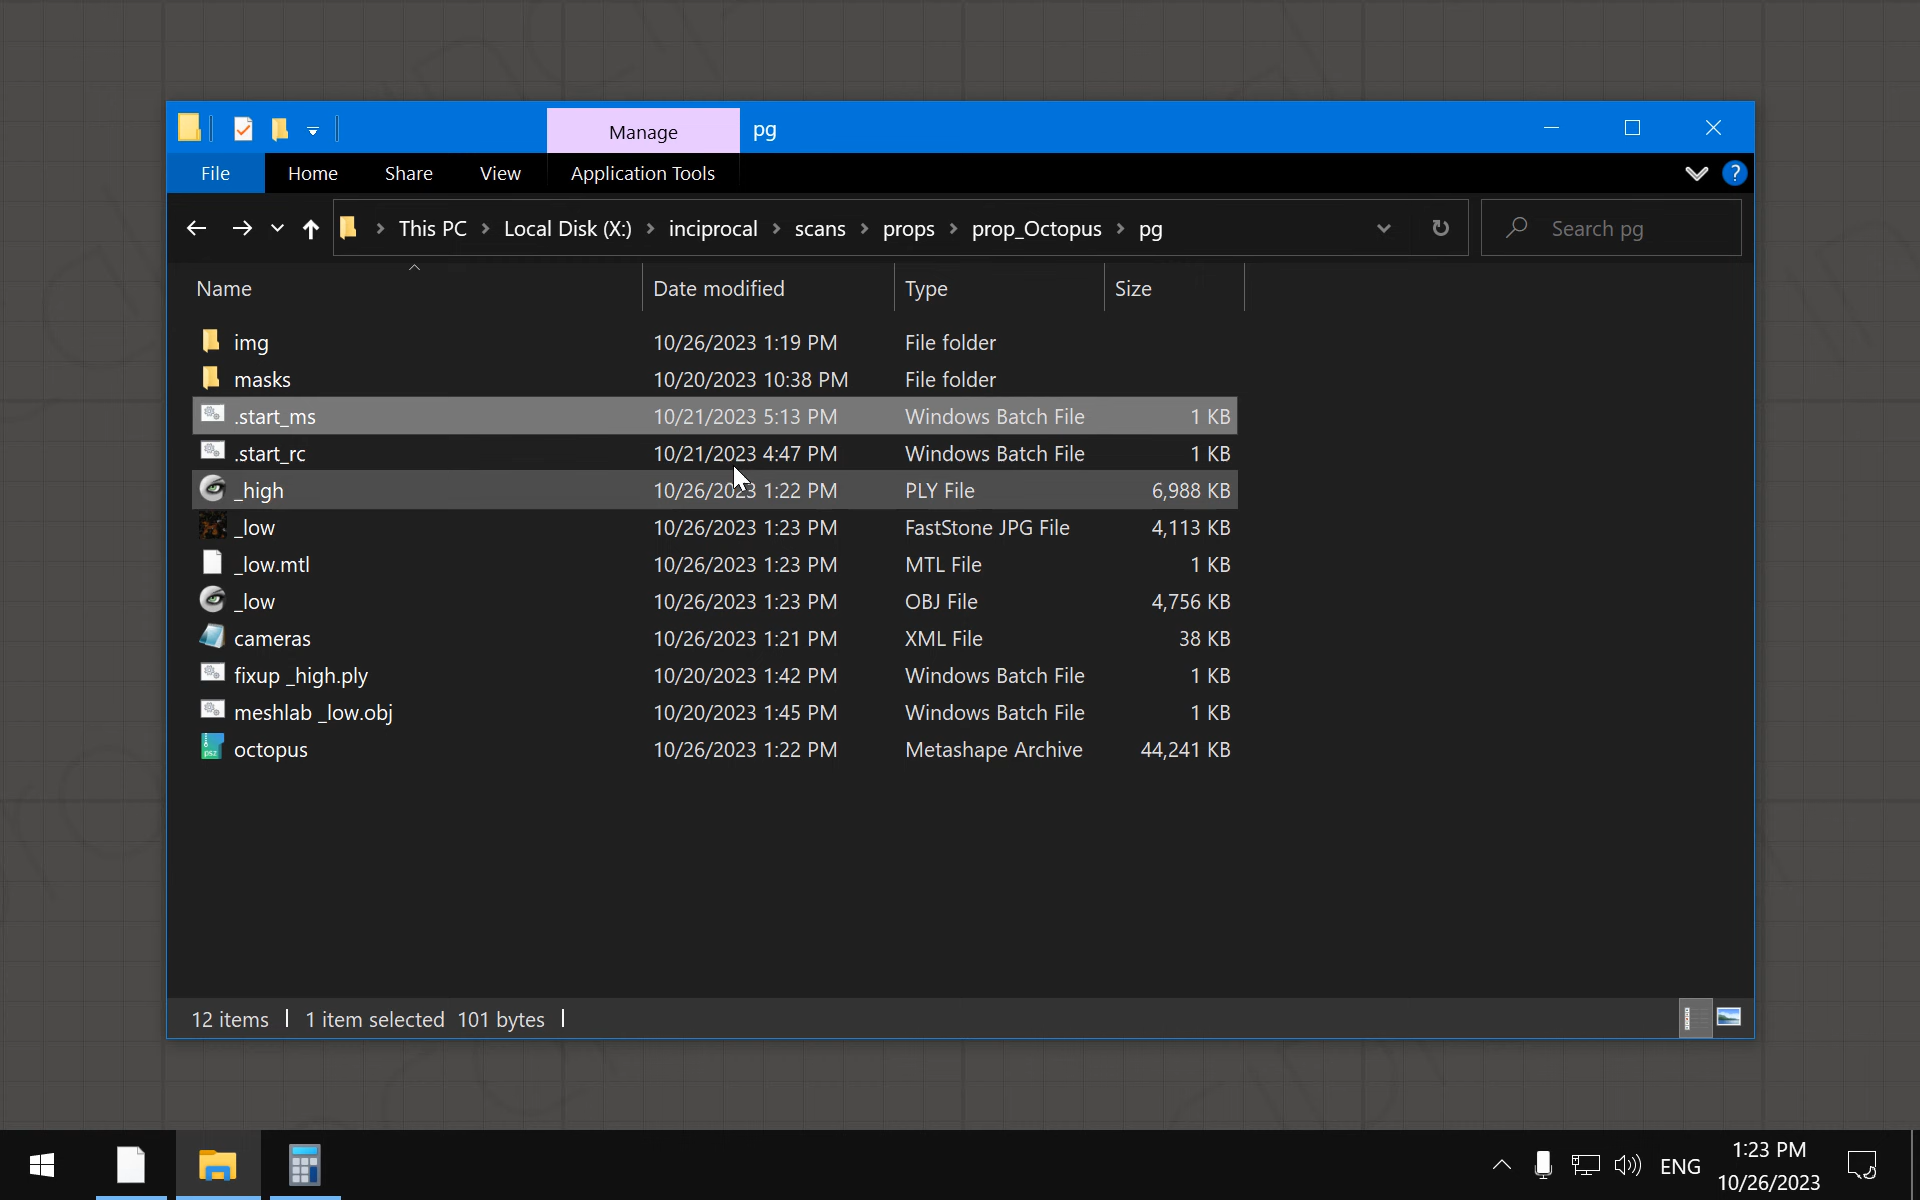 Manage pg
File Home Share View Application Tools ?
This PC Local Disk (X:) inciprocal scans props prop_Octopus pg Search pg
Name Date modified Type Size
img 10/26/2023 1:19 PM File folder
masks 10/20/2023 10:38 PM File folder
.start_ms 10/21/2023 5:13 PM Windows Batch File 1 KB
.start_rc 10/21/2023 4:47 PM Windows Batch File 1 KB
_high 10/26/2023 1:22 PM PLY File 6,988 KB
_low 10/26/2023 1:23 PM FastStone JPG File 4,113 KB
_low.mtl 10/26/2023 1:23 PM MTL File 1 KB
_low 10/26/2023 1:23 PM OBJ File 4,756 KB
cameras 10/26/2023 1:21 PM XML File 38 KB
fixup _high.ply 10/20/2023 1:42 PM Windows Batch File 1 KB
meshlab _low.obj 10/20/2023 1:45 PM Windows Batch File 1 KB
psz octopus 10/26/2023 1:22 PM Metashape Archive 44,241 KB
12 items 1 item selected 101 bytes
ENG 1:23 PM
10/26/2023